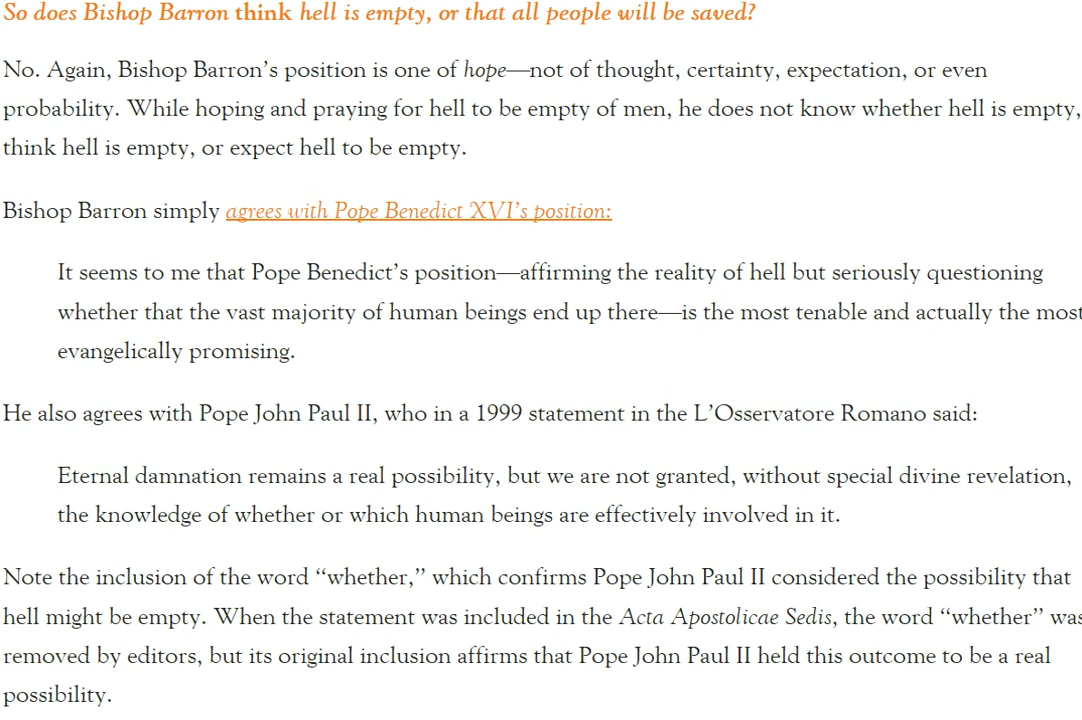 So does Bishop Barron think hell is empty, or that all people will be saved?
No. Again, Bishop Barron’s position is one of hope—not of thought, certainty, expectation, or even
probability. While hoping and praying for hell to be empty of men, he does not know whether hell is empty,
think hell is empty, or expect hell to be empty.
Bishop Barron simply agrees with Pope Benedict XVI’s position:
It seems to me that Pope Benedict’s position—affirming the reality of hell but seriously questioning
whether that the vast majority of human beings end up there—is the most tenable and actually the most
evangelically promising.
He also agrees with Pope John Paul II, who in a 1999 statement in the L’Osservatore Romano said:
Eternal damnation remains a real possibility, but we are not granted, without special divine revelation,
the knowledge of whether or which human beings are effectively involved in it.
Note the inclusion of the word “whether,” which confirms Pope John Paul II considered the possibility that
hell might be empty. When the statement was included in the Acta Apostolicae Sedis, the word “whether” was
removed by editors, but its original inclusion affirms that Pope John Paul II held this outcome to be a real
possibility.